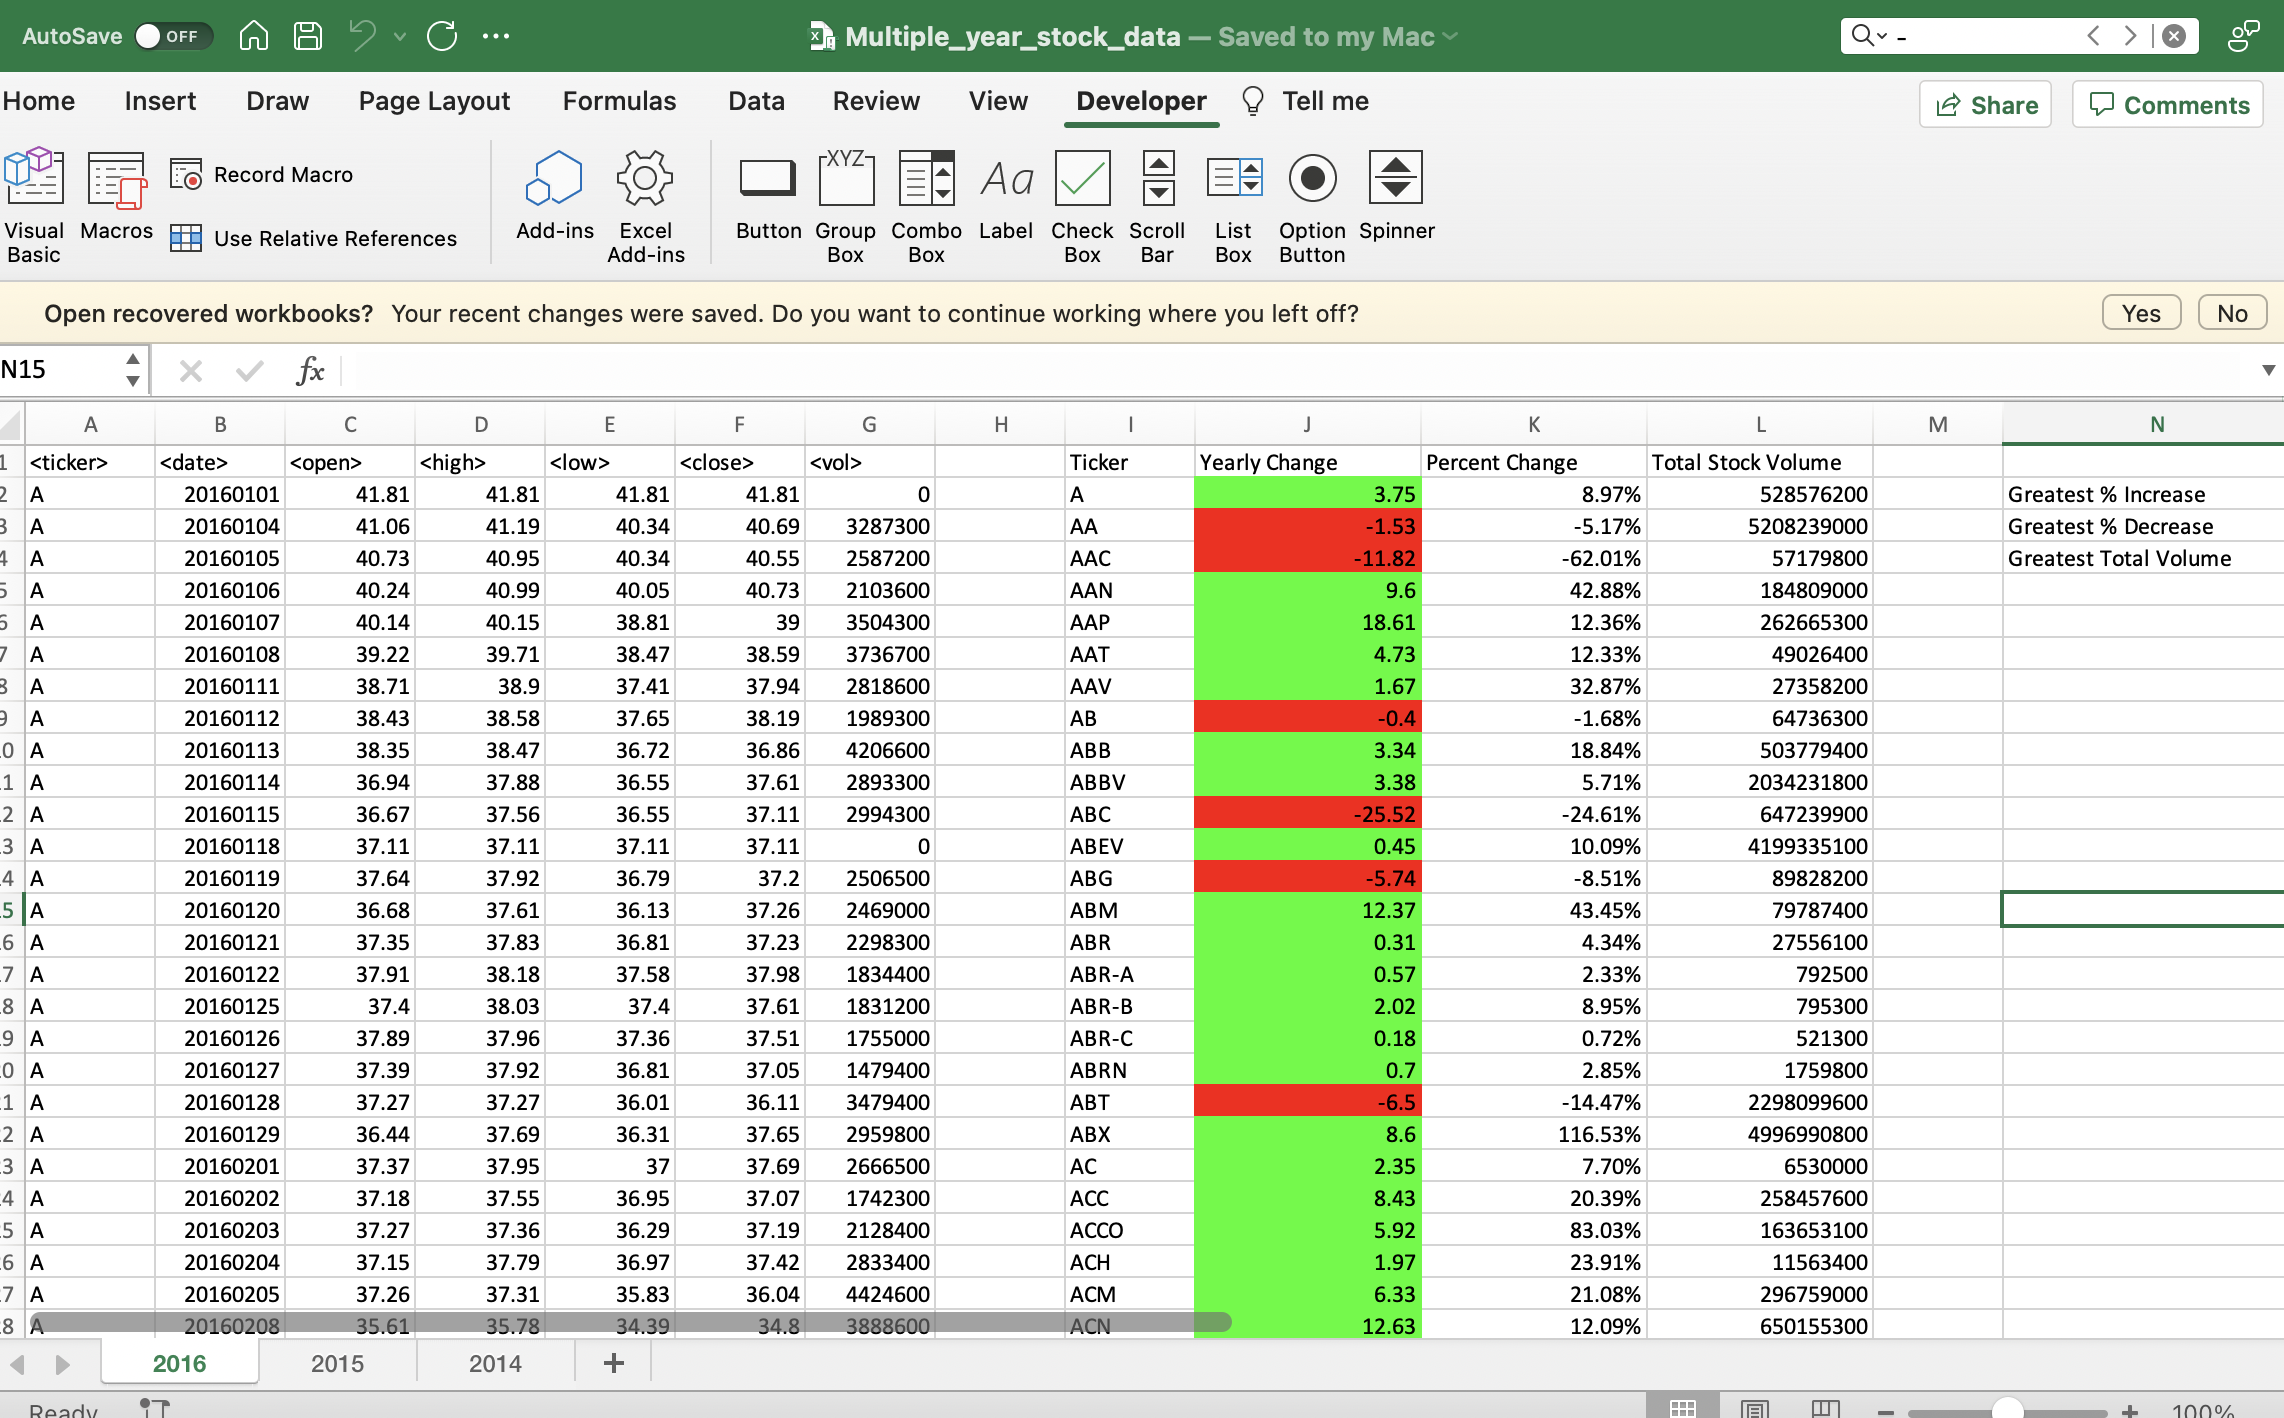 AutoSave OFF Multiple_year_stock_data — Saved to my Mac -
Home Insert Draw Page Layout Formulas Data Review View Developer Tell me Share Comments
Visual Basic Macros Record Macro Use Relative References Add-ins Excel Add-ins Button XYZ Group Box Combo Box Aa Label Check Box Scroll Bar List Box Option Button Spinner
Open recovered workbooks? Your recent changes were saved. Do you want to continue working where you left off? Yes No
N15 fx
A B C D E F G H I J K L M N
1 <ticker> <date> <open> <high> <low> <close> <vol> Ticker Yearly Change Percent Change Total Stock Volume
2 A 20160101 41.81 41.81 41.81 41.81 0 A 3.75 8.97% 528576200 Greatest % Increase
3 A 20160104 41.06 41.19 40.34 40.69 3287300 AA -1.53 -5.17% 5208239000 Greatest % Decrease
4 A 20160105 40.73 40.95 40.34 40.55 2587200 AAC -11.82 -62.01% 57179800 Greatest Total Volume
5 A 20160106 40.24 40.99 40.05 40.73 2103600 AAN 9.6 42.88% 184809000
6 A 20160107 40.14 40.15 38.81 39 3504300 AAP 18.61 12.36% 262665300
7 A 20160108 39.22 39.71 38.47 38.59 3736700 AAT 4.73 12.33% 49026400
8 A 20160111 38.71 38.9 37.41 37.94 2818600 AAV 1.67 32.87% 27358200
9 A 20160112 38.43 38.58 37.65 38.19 1989300 AB -0.4 -1.68% 64736300
0 A 20160113 38.35 38.47 36.72 36.86 4206600 ABB 3.34 18.84% 503779400
1 A 20160114 36.94 37.88 36.55 37.61 2893300 ABBV 3.38 5.71% 2034231800
2 A 20160115 36.67 37.56 36.55 37.11 2994300 ABC -25.52 -24.61% 647239900
3 A 20160118 37.11 37.11 37.11 37.11 0 ABEV 0.45 10.09% 4199335100
4 A 20160119 37.64 37.92 36.79 37.2 2506500 ABG -5.74 -8.51% 89828200
5 A 20160120 36.68 37.61 36.13 37.26 2469000 ABM 12.37 43.45% 79787400
6 A 20160121 37.35 37.83 36.81 37.23 2298300 ABR 0.31 4.34% 27556100
7 A 20160122 37.91 38.18 37.58 37.98 1834400 ABR-A 0.57 2.33% 792500
8 A 20160125 37.4 38.03 37.4 37.61 1831200 ABR-B 2.02 8.95% 795300
9 A 20160126 37.89 37.96 37.36 37.51 1755000 ABR-C 0.18 0.72% 521300
0 A 20160127 37.39 37.92 36.81 37.05 1479400 ABRN 0.7 2.85% 1759800
1 A 20160128 37.27 37.27 36.01 36.11 3479400 ABT -6.5 -14.47% 2298099600
2 A 20160129 36.44 37.69 36.31 37.65 2959800 ABX 8.6 116.53% 4996990800
3 A 20160201 37.37 37.95 37 37.69 2666500 AC 2.35 7.70% 6530000
4 A 20160202 37.18 37.55 36.95 37.07 1742300 ACC 8.43 20.39% 258457600
5 A 20160203 37.27 37.36 36.29 37.19 2128400 ACCO 5.92 83.03% 163653100
6 A 20160204 37.15 37.79 36.97 37.42 2833400 ACH 1.97 23.91% 11563400
7 A 20160205 37.26 37.31 35.83 36.04 4424600 ACM 6.33 21.08% 296759000
8 A 20160208 35.61 35.78 34.39 34.8 3888600 ACN 12.63 12.09% 650155300
2016 2015 2014 +
Ready 100%